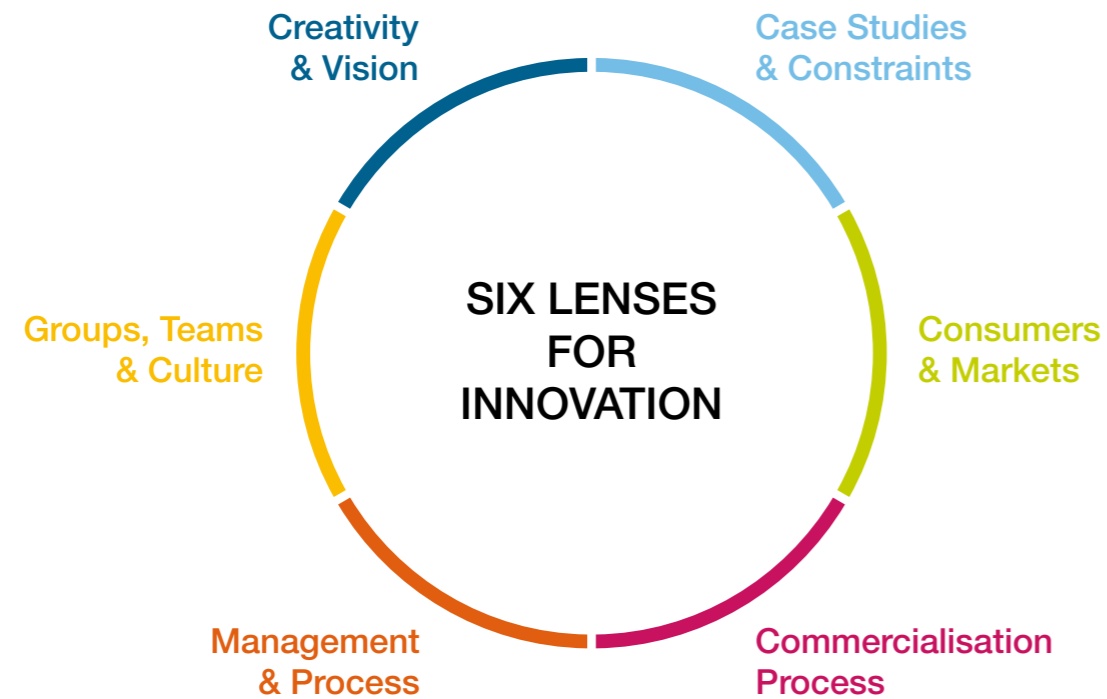 Creativity
& Vision
Case Studies
& Constraints
Groups, Teams
& Culture
SIX LENSES
FOR
INNOVATION
Consumers
& Markets
Management
& Process
Commercialisation
Process